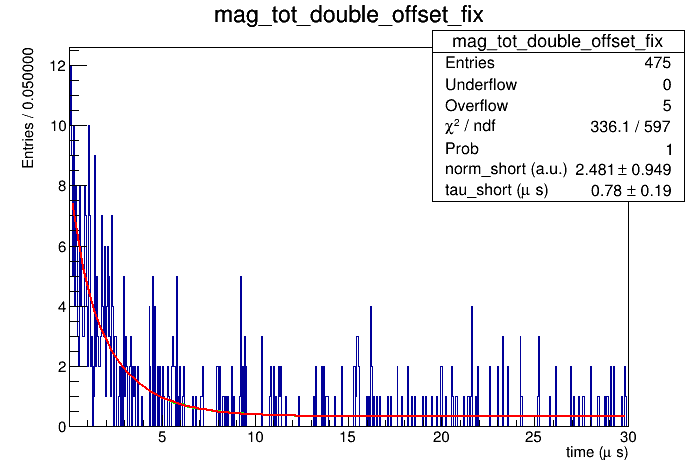 mag_tot_double_offset_fix
mag_tot_double_offset_fix
Entries 475
Underflow 0
Overflow 5
χ² / ndf 336.1 / 597
Prob 1
norm_short (a.u.) 2.481 ± 0.949
tau_short (μ s) 0.78 ± 0.19
Entries / 0.050000
12
10
8
6
4
2
0
5 10 15 20 25 30
time (μ s)